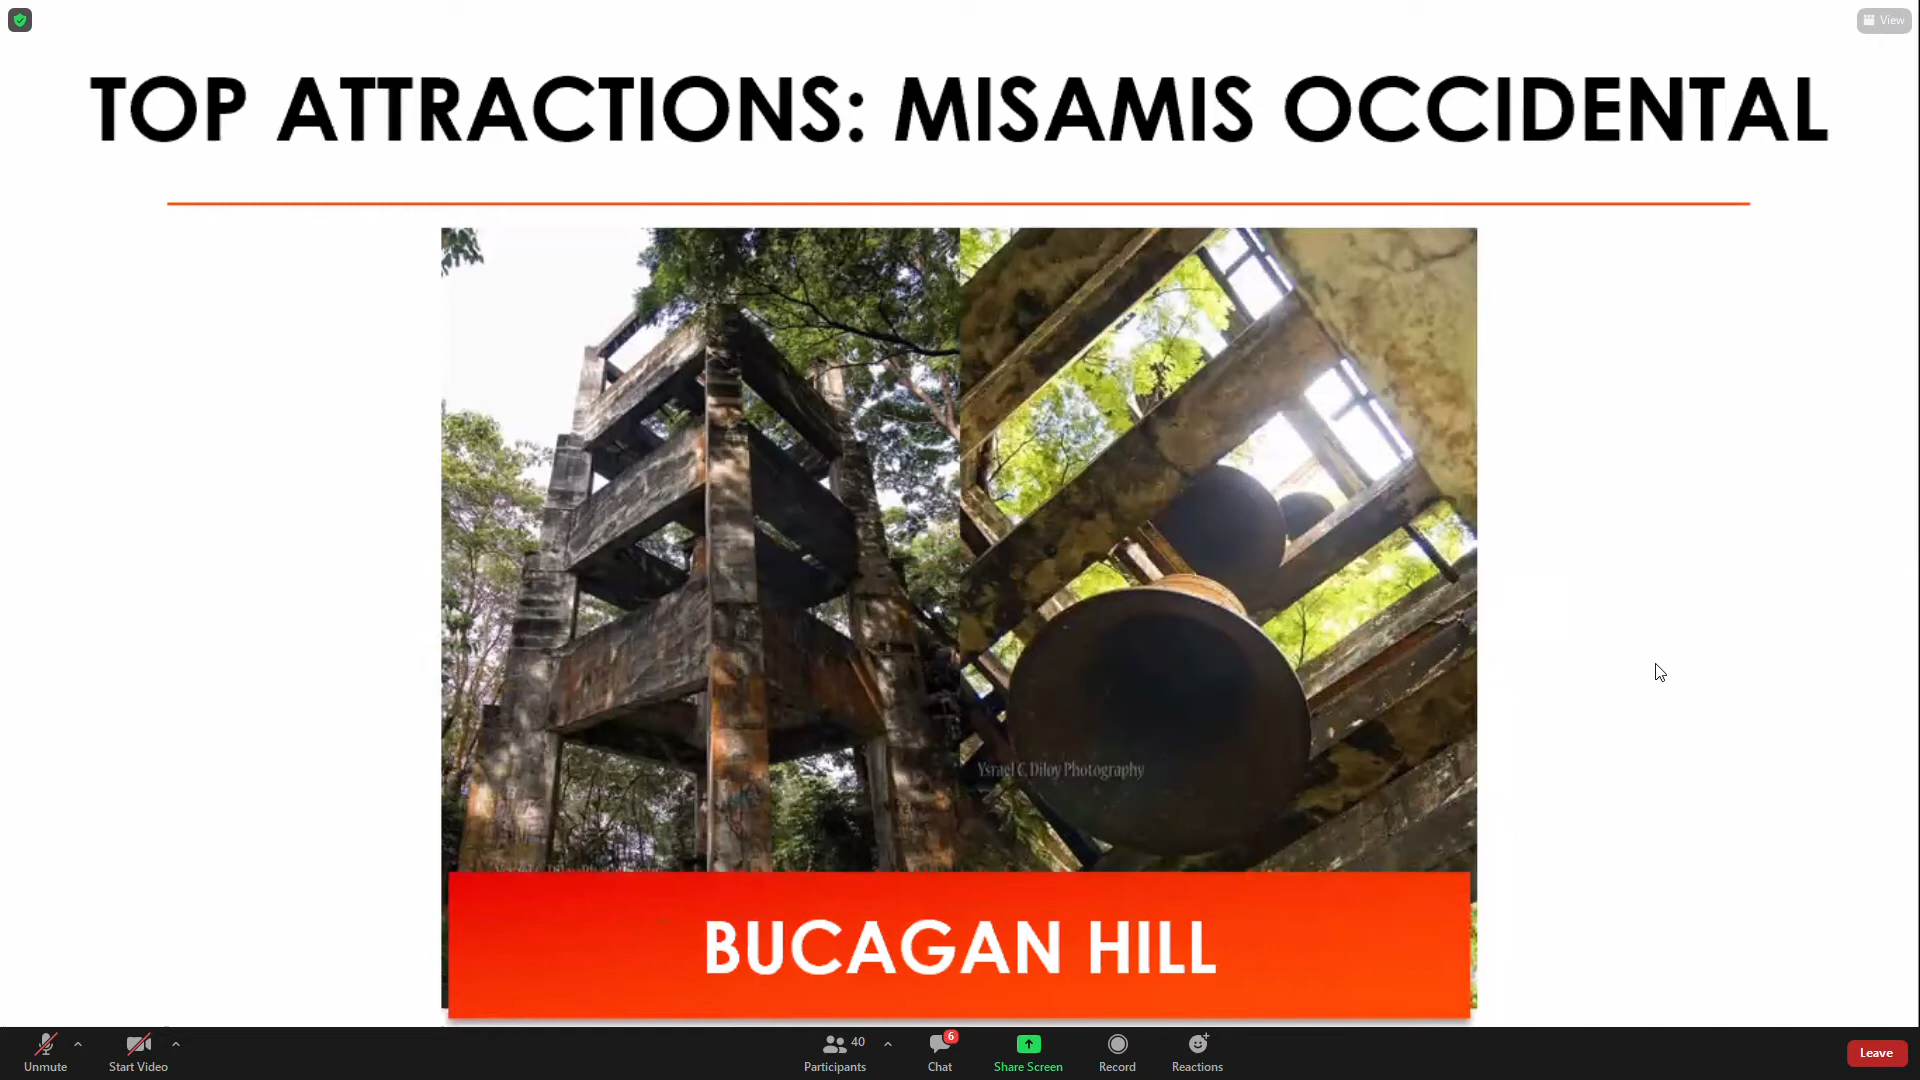 View
TOP ATTRACTIONS: MISAMIS OCCIDENTAL
Ysrael C. Diloy Photography
BUCAGAN HILL
Unmute
Start Video
40
Participants
6
Chat
Share Screen
Record
Reactions
Leave